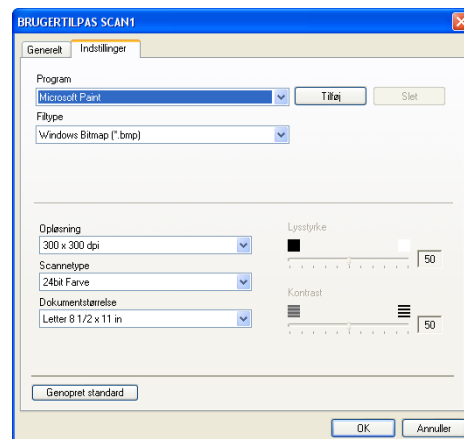 BRUGERTILPAS SCAN1
Generelt Indstillinger
Program
Microsoft Paint Tilføj Slet
Filtype
Windows Bitmap (*.bmp)
Opløsning Lysstyrke
300 x 300 dpi
50
Scannetype
24bit Farve
Kontrast
Dokumentstørrelse
Letter 8 1/2 x 11 in
50
Genopret standard
OK Annuller